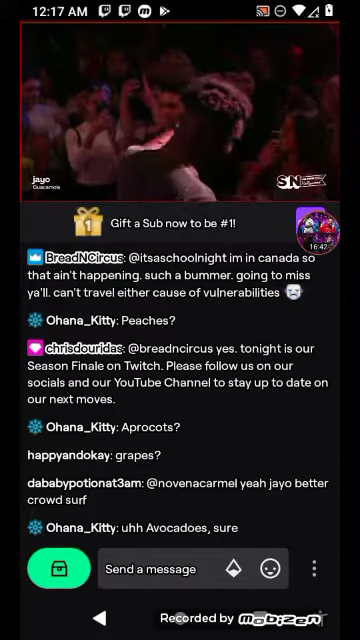 12:17 AM
jayo
Guacamole
SN
Gift a Sub now to be #1!
1
16:42
BreadNCircus: @itsaschoolnight im in canada so
that ain't happening. such a bummer. going to miss
ya'll. can't travel either cause of vulnerabilities
Ohana_Kitty: Peaches?
chrisdouridas: @breadncircus yes. tonight is our
Season Finale on Twitch. Please follow us on our
socials and our YouTube Channel to stay up to date on
our next moves.
Ohana_Kitty: Aprocots?
happyandokay: grapes?
dababypotionat3am: @novenacarmel yeah jayo better
crowd surf
Ohana_Kitty: uhh Avocadoes, sure
Send a message
Recorded by mobizen